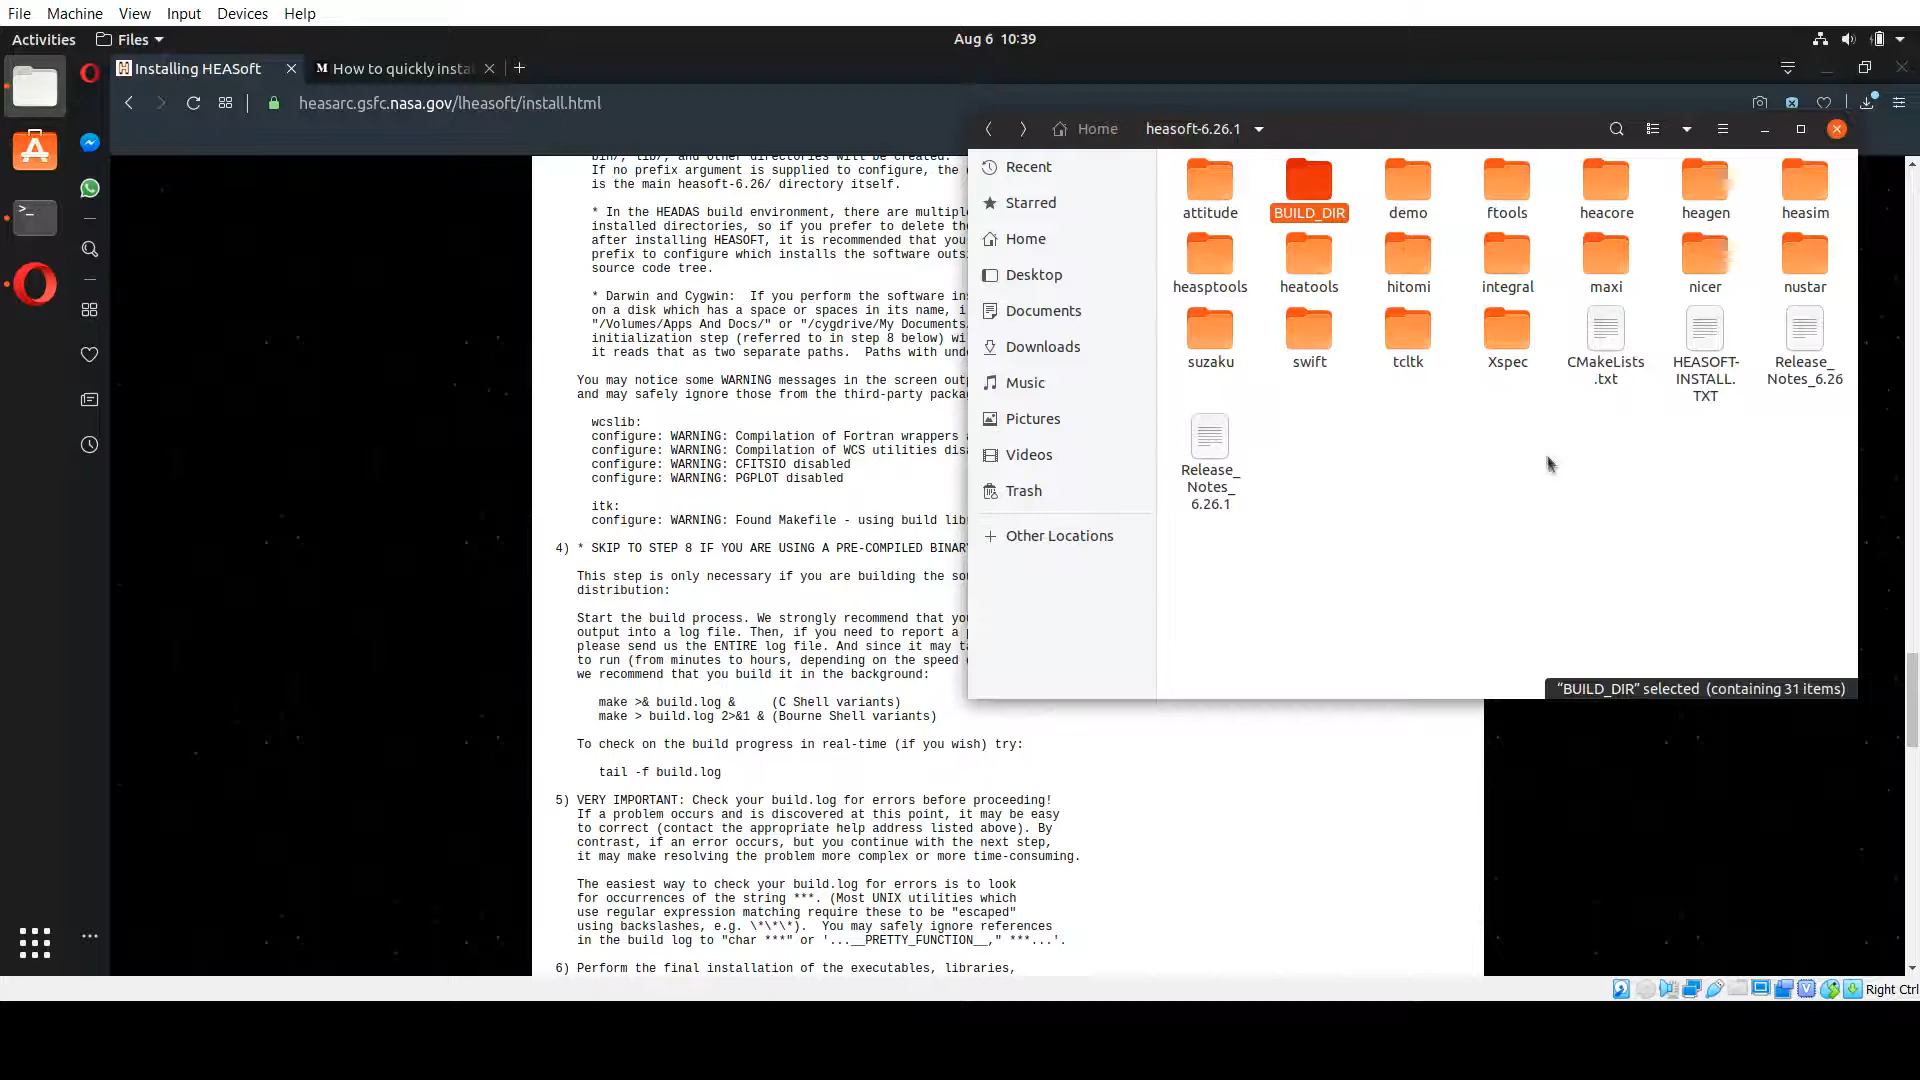 File Machine View Input Devices Help
Activities Files Aug 6 10:39
Installing HEASoft M How to quickly insta
heasarc.gsfc.nasa.gov/lheasoft/install.html
bin/, lib/, and other directories will be created.
If no prefix argument is supplied to configure, the
is the main heasoft-6.26/ directory itself.
* In the HEADAS build environment, there are multiple
installed directories, so if you prefer to delete the
after installing HEASOFT, it is recommended that you
prefix to configure which installs the software outs
source code tree.
* Darwin and Cygwin: If you perform the software in
on a disk which has a space or spaces in its name, i
"/Volumes/Apps And Docs/" or "/cygdrive/My Documents
initialization step (referred to in step 8 below) wi
it reads that as two separate paths. Paths with und
You may notice some WARNING messages in the screen outp
and may safely ignore those from the third-party packa
wcslib:
configure: WARNING: Compilation of Fortran wrappers
configure: WARNING: Compilation of WCS utilities dis
configure: WARNING: CFITSIO disabled
configure: WARNING: PGPLOT disabled
itk:
configure: WARNING: Found Makefile - using build lib
4) * SKIP TO STEP 8 IF YOU ARE USING A PRE-COMPILED BINARY
This step is only necessary if you are building the so
distribution:
Start the build process. We strongly recommend that yo
output into a log file. Then, if you need to report a
please send us the ENTIRE log file. And since it may t
to run (from minutes to hours, depending on the speed
we recommend that you build it in the background:
make >& build.log & (C Shell variants)
make > build.log 2>&1 & (Bourne Shell variants)
To check on the build progress in real-time (if you wish) try:
tail -f build.log
5) VERY IMPORTANT: Check your build.log for errors before proceeding!
If a problem occurs and is discovered at this point, it may be easy
to correct (contact the appropriate help address listed above). By
contrast, if an error occurs, but you continue with the next step,
it may make resolving the problem more complex or more time-consuming.
The easiest way to check your build.log for errors is to look
for occurrences of the string ***. (Most UNIX utilities which
use regular expression matching require these to be "escaped"
using backslashes, e.g. \*\*\*). You may safely ignore references
in the build log to "char ***" or '...__PRETTY_FUNCTION__," ***...'.
6) Perform the final installation of the executables, libraries,
Home heasoft-6.26.1
Recent
Starred
Home
Desktop
Documents
Downloads
Music
Pictures
Videos
Trash
Other Locations
attitude BUILD_DIR demo ftools heacore heagen heasim
heasptools heatools hitomi integral maxi nicer nustar
suzaku swift tcltk Xspec CMakeLists HEASOFT- Release_
.txt INSTALL. Notes_6.26
TXT
Release_
Notes_
6.26.1
"BUILD_DIR" selected (containing 31 items)
Right Ctrl